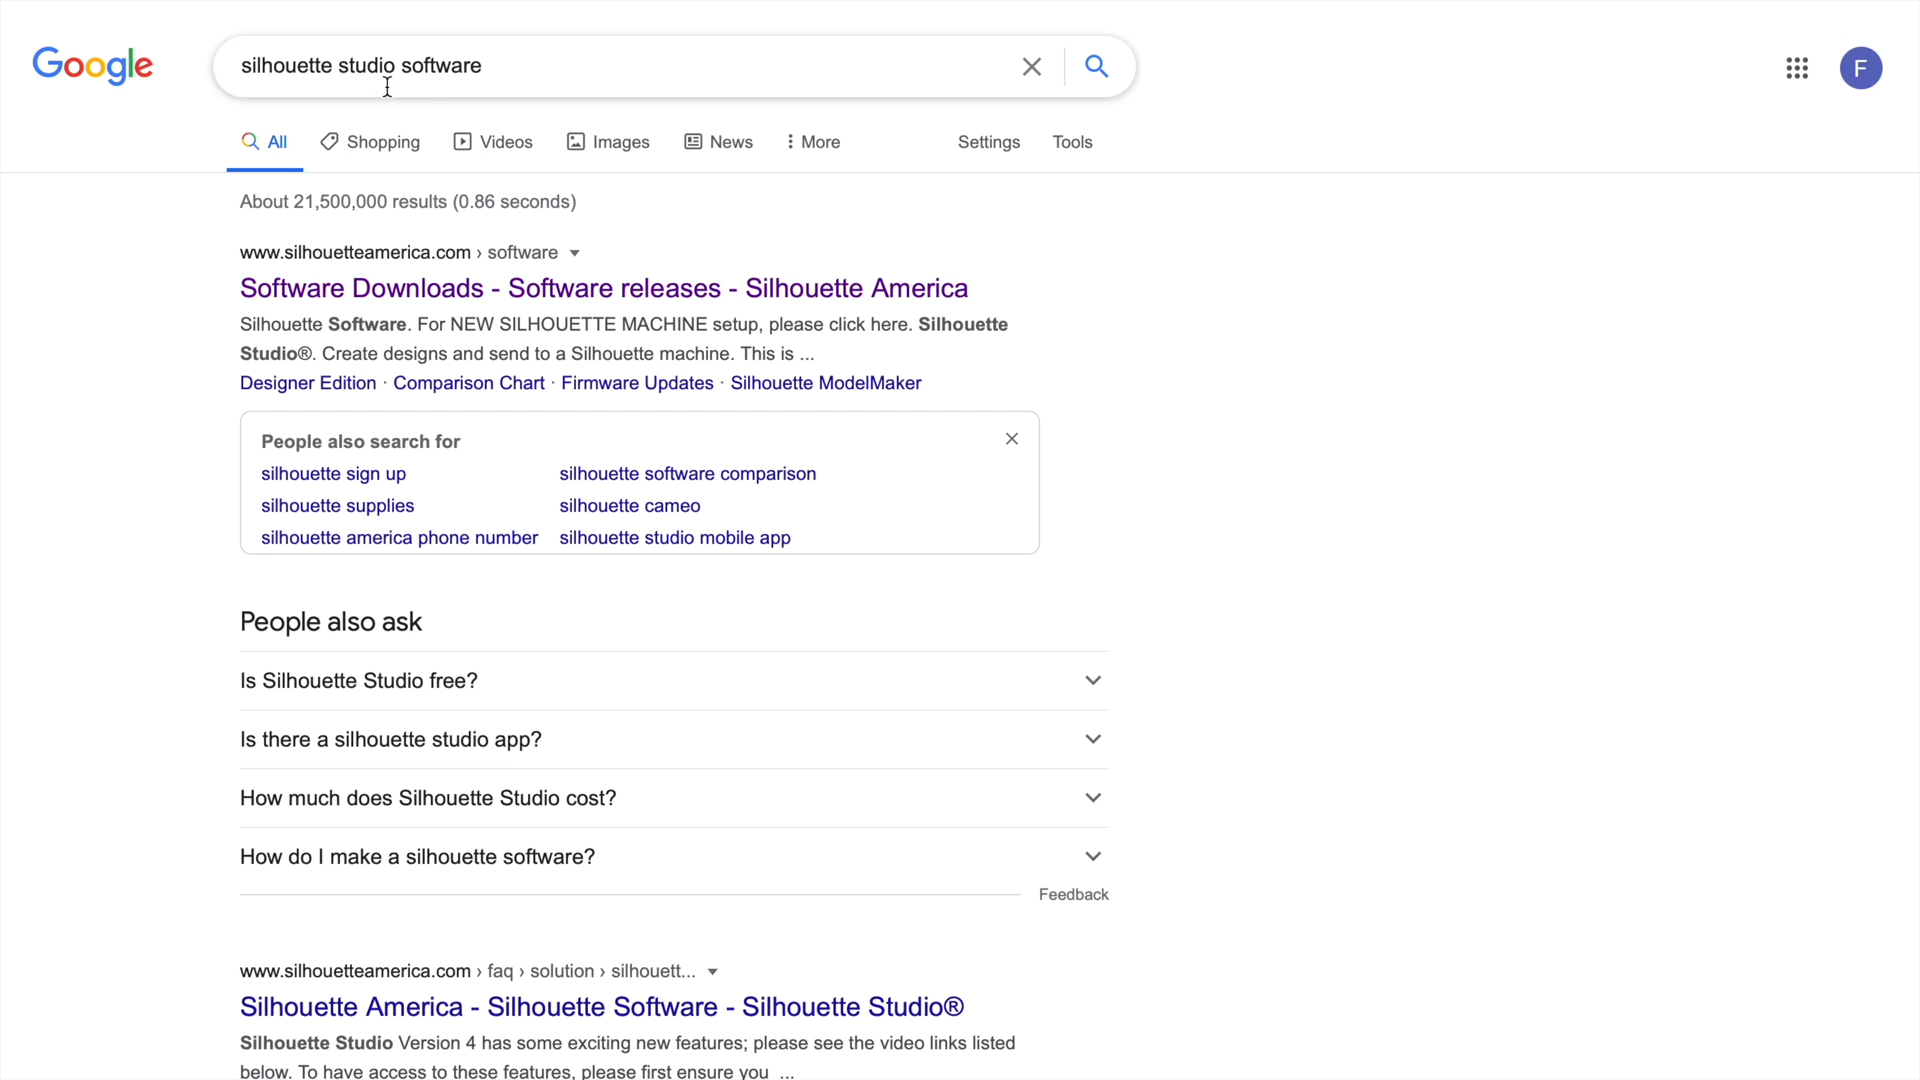 Google
silhouette studio software
F
All
Shopping
Videos
Images
News
More
Settings
Tools
About 21,500,000 results (0.86 seconds)
www.silhouetteamerica.com › software
Software Downloads - Software releases - Silhouette America
Silhouette Software. For NEW SILHOUETTE MACHINE setup, please click here. Silhouette
Studio®. Create designs and send to a Silhouette machine. This is ...
Designer Edition · Comparison Chart · Firmware Updates · Silhouette ModelMaker
People also search for
silhouette sign up
silhouette software comparison
silhouette supplies
silhouette cameo
silhouette america phone number
silhouette studio mobile app
People also ask
Is Silhouette Studio free?
Is there a silhouette studio app?
How much does Silhouette Studio cost?
How do I make a silhouette software?
Feedback
www.silhouetteamerica.com › faq › solution › silhouett...
Silhouette America - Silhouette Software - Silhouette Studio®
Silhouette Studio Version 4 has some exciting new features; please see the video links listed
below. To have access to these features, please first ensure you ...